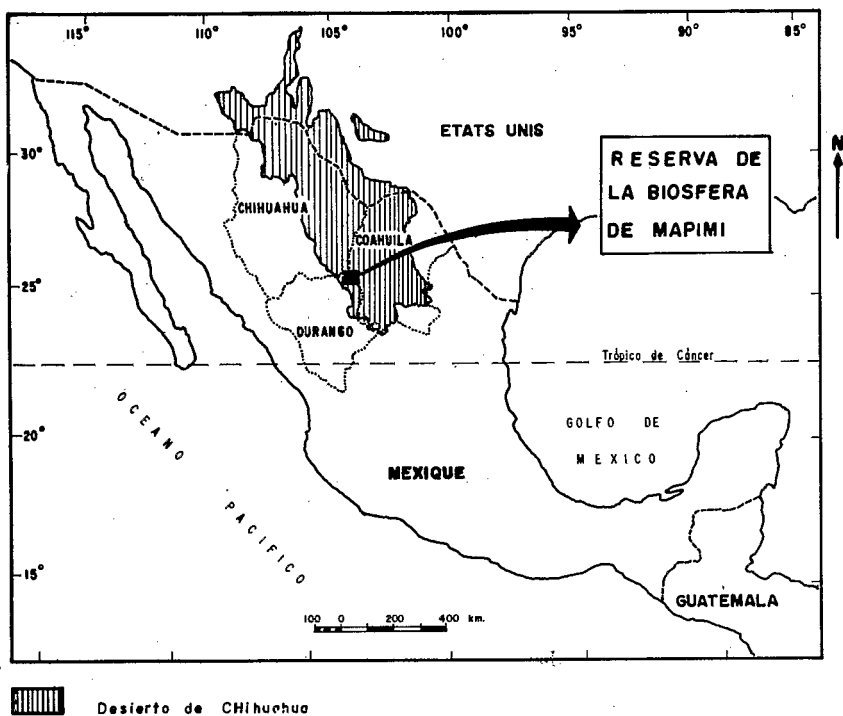 115° 110° 105° 100° 95° 90° 85°
ETATS UNIS
N
RESERVA DE
LA BIOSFERA
DE MAPIMI
30°
CHIHUAHUA
COAHUILA
25°
DURANGO
Trópico de Cáncer
OCEANO
PACIFICO
GOLFO DE
MEXICO
20°
MEXIQUE
15°
GUATEMALA
100 0 200 400 km.
Desierto de CHihuchua